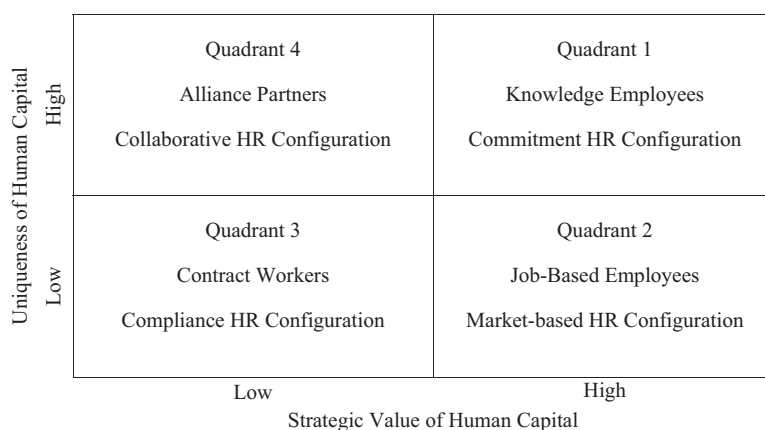 Quadrant 4
Alliance Partners
Collaborative HR Configuration
Quadrant 1
Knowledge Employees
Commitment HR Configuration
Quadrant 3
Contract Workers
Compliance HR Configuration
Quadrant 2
Job-Based Employees
Market-based HR Configuration
Uniqueness of Human Capital
High
Low
Low
High
Strategic Value of Human Capital